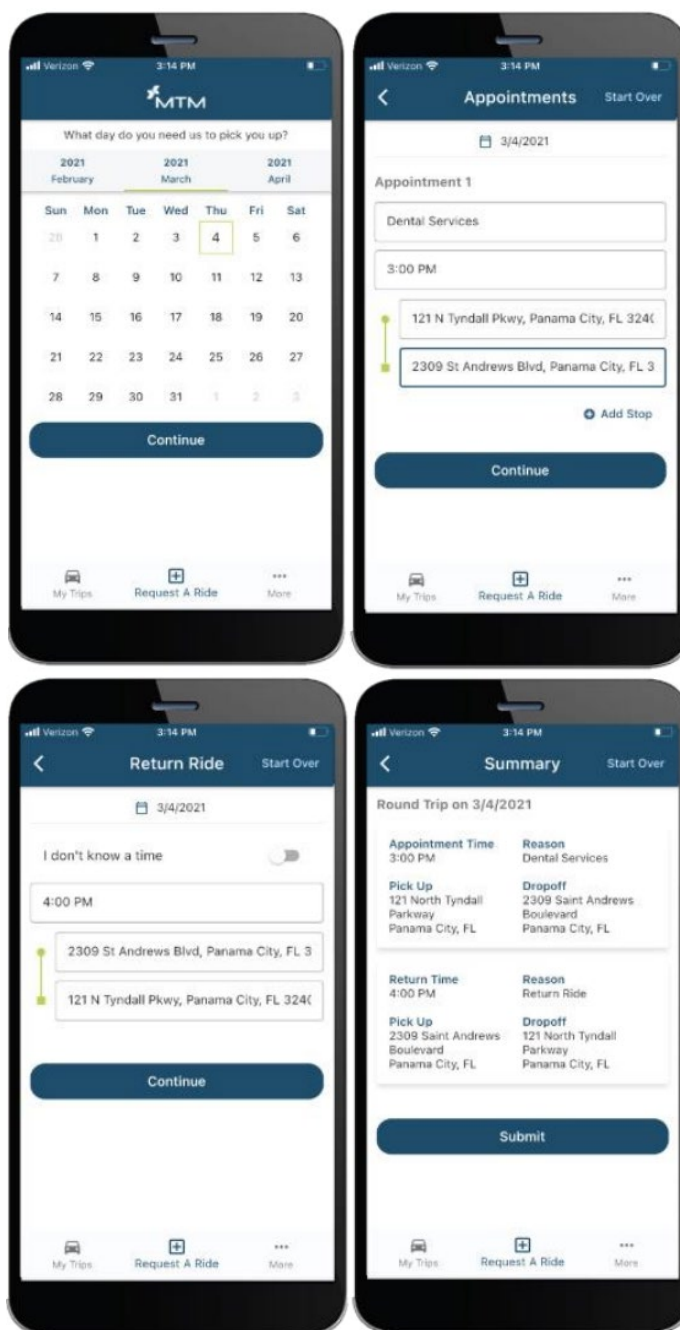 Verizon 3:14 PM
MTM
What day do you need us to pick you up?
2021 2021 2021
February March April
Sun Mon Tue Wed Thu Fri Sat
28 1 2 3 4 5 6
7 8 9 10 11 12 13
14 15 16 17 18 19 20
21 22 23 24 25 26 27
28 29 30 31 1 2 3
Continue
My Trips Request A Ride More
Verizon 3:14 PM
Appointments Start Over
3/4/2021
Appointment 1
Dental Services
3:00 PM
121 N Tyndall Pkwy, Panama City, FL 324(
2309 St Andrews Blvd, Panama City, FL 3
Add Stop
Continue
My Trips Request A Ride More
Verizon 3:14 PM
Return Ride Start Over
3/4/2021
I don't know a time
4:00 PM
2309 St Andrews Blvd, Panama City, FL 3
121 N Tyndall Pkwy, Panama City, FL 324(
Continue
My Trips Request A Ride More
Verizon 3:14 PM
Summary Start Over
Round Trip on 3/4/2021
Appointment Time Reason
3:00 PM Dental Services
Pick Up Dropoff
121 North Tyndall 2309 Saint Andrews
Parkway Boulevard
Panama City, FL Panama City, FL
Return Time Reason
4:00 PM Return Ride
Pick Up Dropoff
2309 Saint Andrews 121 North Tyndall
Boulevard Parkway
Panama City, FL Panama City, FL
Submit
My Trips Request A Ride More